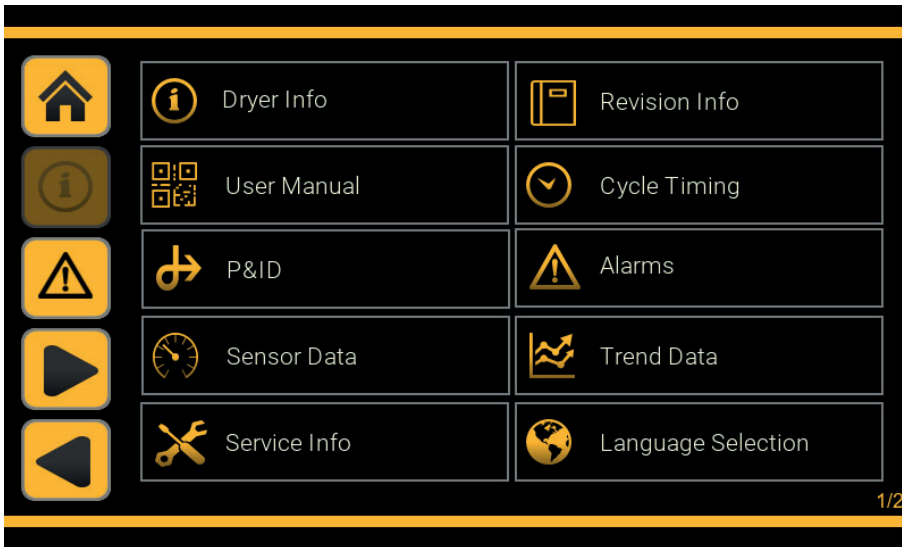 Dryer Info
Revision Info
User Manual
Cycle Timing
P&ID
Alarms
Sensor Data
Trend Data
Service Info
Language Selection
1/2